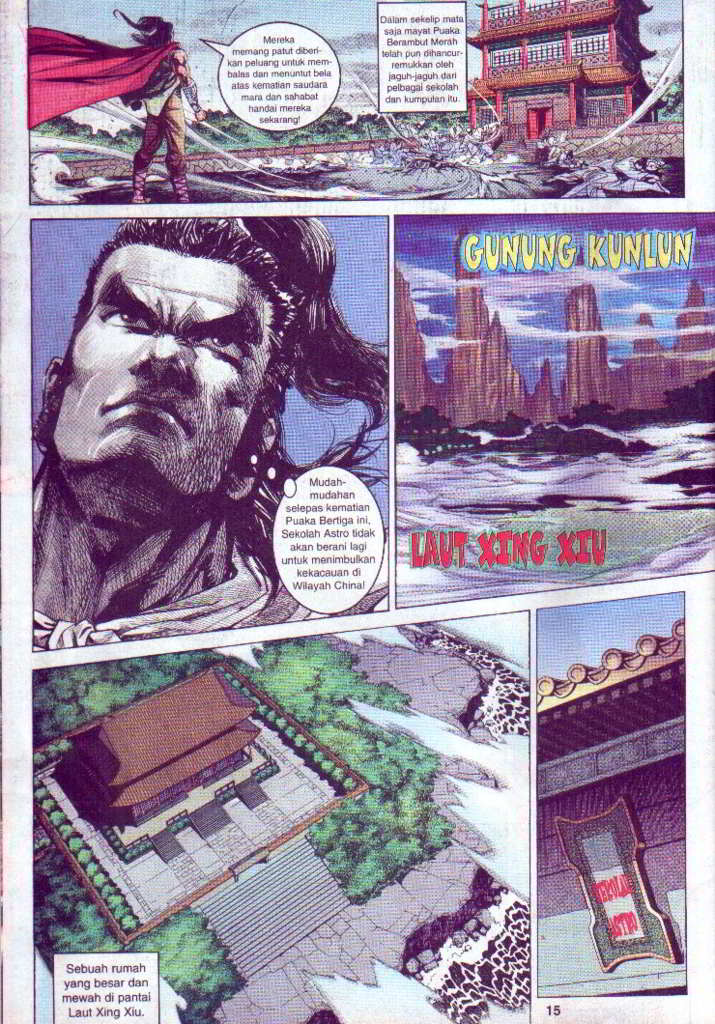 Mereka
memang patut diberi-
kan peluang untuk mem-
balas dan menuntut bela
atas kematian saudara
mara dan sahabat
handai mereka
sekarang!
Dalam sekelip mata
saja mayat Puaka
Berambut Merah
telah pun dihancur-
remukkan oleh
jaguh-jaguh dari
pelbagai sekolah
dan kumpulan itu.
Mudah-
mudahan
selepas kematian
Puaka Bertiga ini,
Sekolah Astro tidak
akan berani lagi
untuk menimbulkan
kekacauan di
Wilayah China!
GUNUNG KUNLUN
LAUT XING XIU
Sebuah rumah
yang besar dan
mewah di pantai
Laut Xing Xiu.
SEKOLAH
ASTRO
15